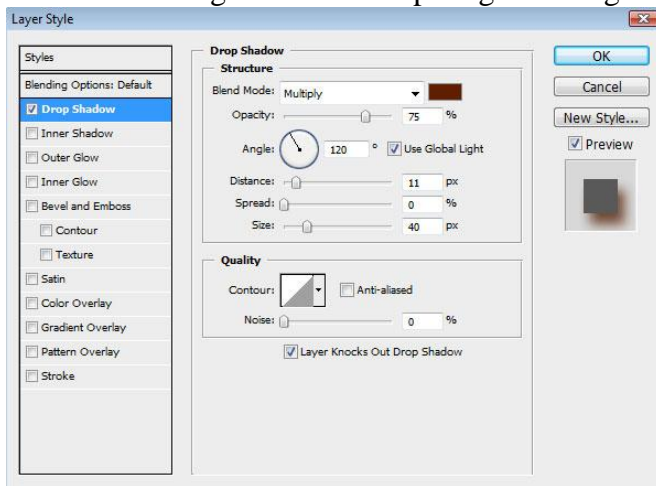 Layer Style
Styles
Blending Options: Default
Drop Shadow
Inner Shadow
Outer Glow
Inner Glow
Bevel and Emboss
Contour
Texture
Satin
Color Overlay
Gradient Overlay
Pattern Overlay
Stroke
Drop Shadow
Structure
Blend Mode: Multiply
Opacity: 75 %
Angle: 120 ° Use Global Light
Distance: 11 px
Spread: 0 %
Size: 40 px
Quality
Contour: Anti-aliased
Noise: 0 %
Layer Knocks Out Drop Shadow
OK
Cancel
New Style...
Preview